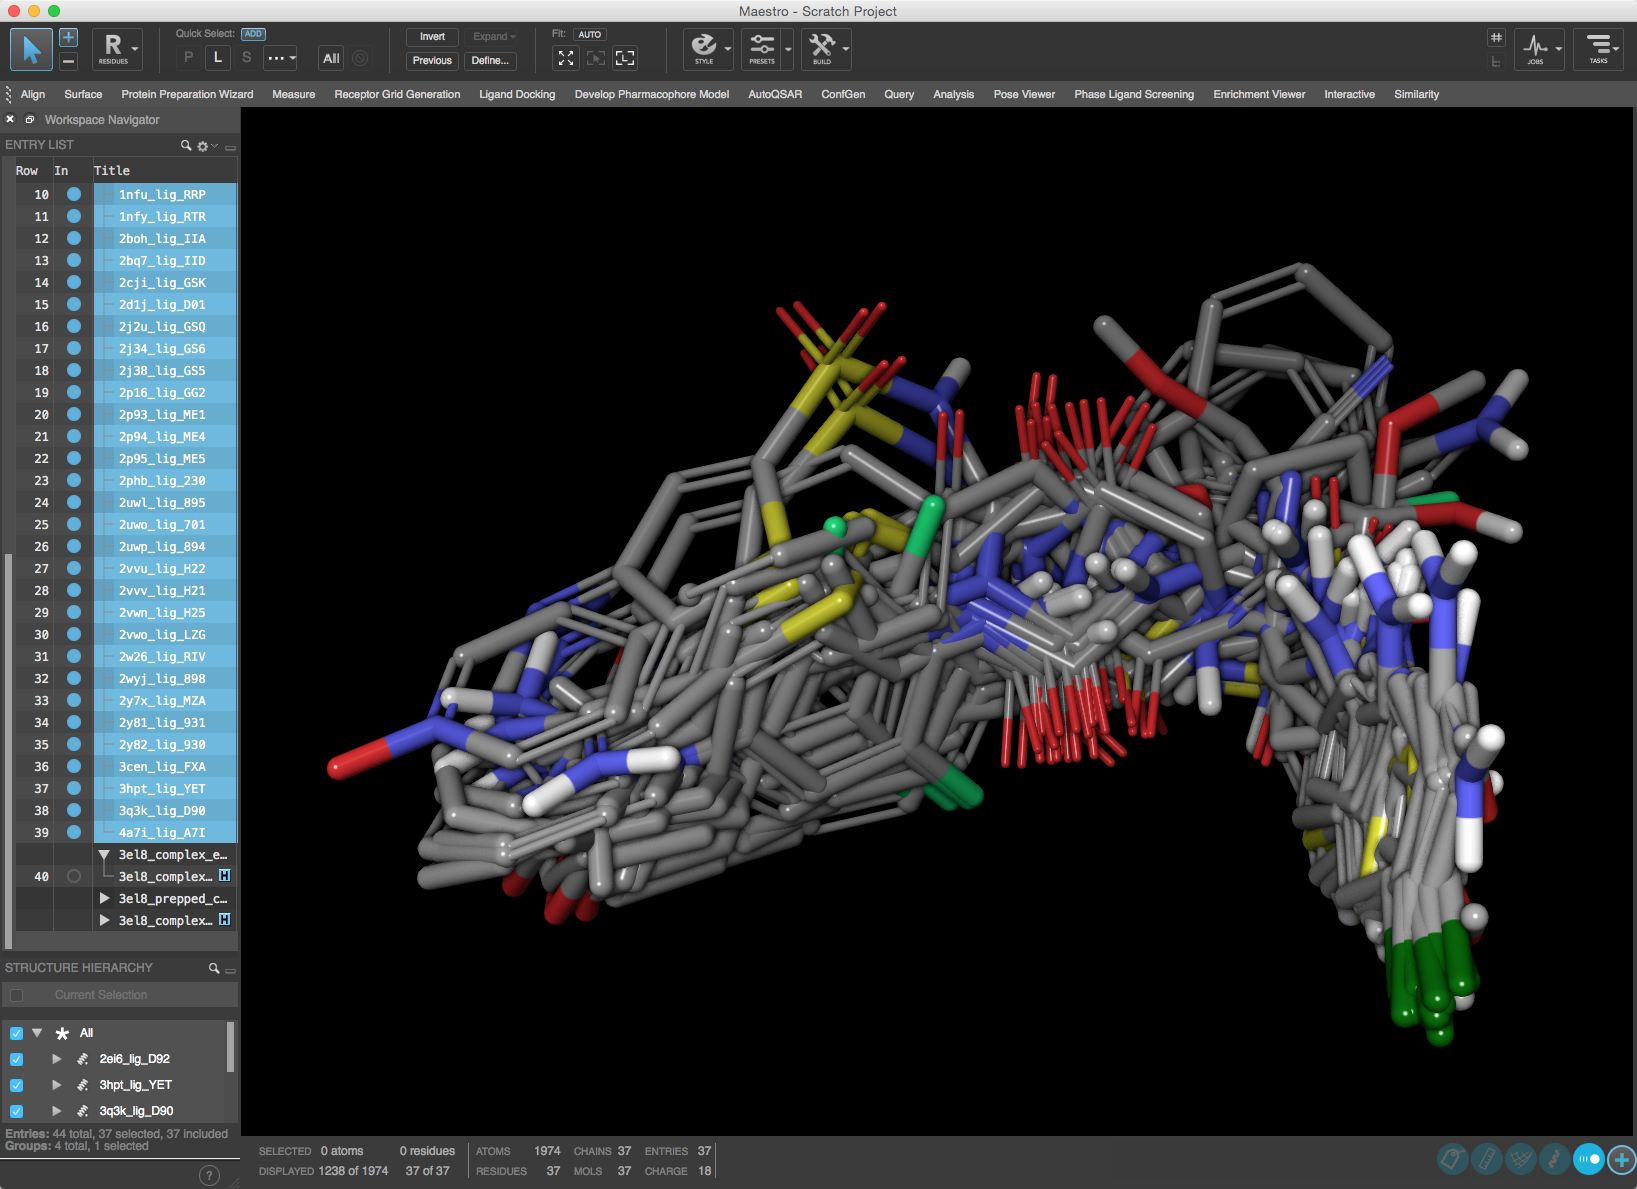 Maestro - Scratch Project
R
RESIDUES
Quick Select: ADD
P L S ...
All
Invert
Expand
Previous
Define...
Fit: AUTO
L
STYLE
PRESETS
BUILD
JOBS
TASKS
Align Surface Protein Preparation Wizard Measure Receptor Grid Generation Ligand Docking Develop Pharmacophore Model AutoQSAR ConfGen Query Analysis Pose Viewer Phase Ligand Screening Enrichment Viewer Interactive Similarity
Workspace Navigator
ENTRY LIST
Row In Title
10 1nfu_lig_RRP
11 1nfy_lig_RTR
12 2boh_lig_IIA
13 2bq7_lig_IID
14 2cji_lig_GSK
15 2d1j_lig_D01
16 2j2u_lig_GSQ
17 2j34_lig_GS6
18 2j38_lig_GS5
19 2p16_lig_GG2
20 2p93_lig_ME1
21 2p94_lig_ME4
22 2p95_lig_ME5
23 2phb_lig_230
24 2uwl_lig_895
25 2uwo_lig_701
26 2uwp_lig_894
27 2vvu_lig_H22
28 2vvv_lig_H21
29 2vwn_lig_H25
30 2vwo_lig_LZG
31 2w26_lig_RIV
32 2wyj_lig_898
33 2y7x_lig_MZA
34 2y81_lig_931
35 2y82_lig_930
36 3cen_lig_FXA
37 3hpt_lig_YET
38 3q3k_lig_D90
39 4a7i_lig_A7I
3el8_complex_e...
40 3el8_complex... H
3el8_prepped_c...
3el8_complex... H
STRUCTURE HIERARCHY
Current Selection
All
2ei6_lig_D92
3hpt_lig_YET
3q3k_lig_D90
Entries: 44 total, 37 selected, 37 included
Groups: 4 total, 1 selected
?
SELECTED 0 atoms 0 residues ATOMS 1974 CHAINS 37 ENTRIES 37
DISPLAYED 1238 of 1974 37 of 37 RESIDUES 37 MOLS 37 CHARGE 18